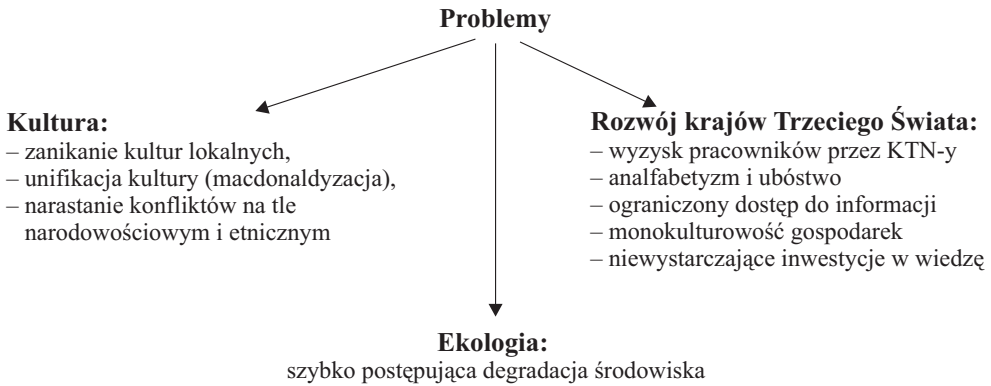 Problemy
Kultura:
– zanikanie kultur lokalnych,
– unifikacja kultury (macdonaldyzacja),
– narastanie konfliktów na tle
narodowościowym i etnicznym
Rozwój krajów Trzeciego Świata:
– wyzysk pracowników przez KTN-y
– analfabetyzm i ubóstwo
– ograniczony dostęp do informacji
– monokulturowość gospodarek
– niewystarczające inwestycje w wiedzę
Ekologia:
szybko postępująca degradacja środowiska